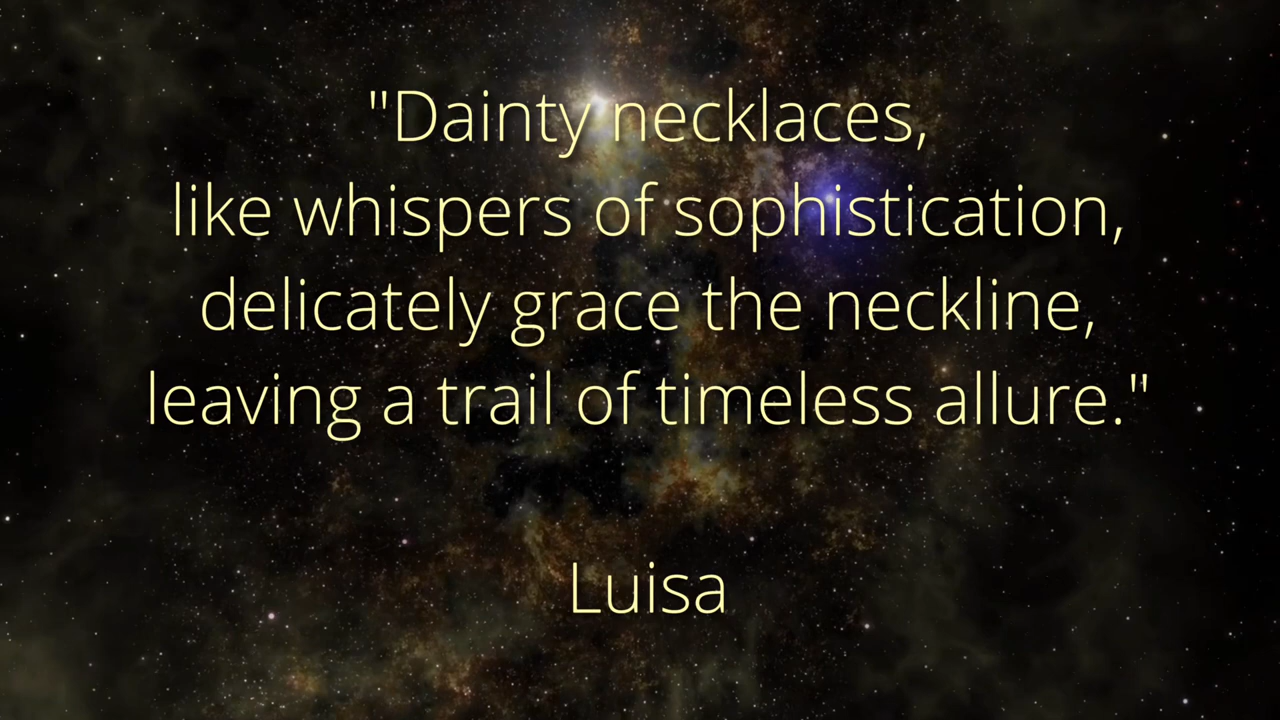 "Dainty necklaces,
like whispers of sophistication,
delicately grace the neckline,
leaving a trail of timeless allure."
Luisa